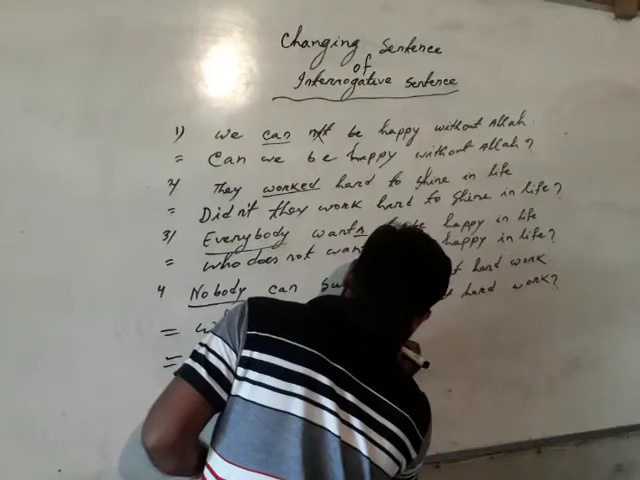 Changing Sentence
of
Interrogative Sentence
1) We can not be happy without Allah.
= Can we be happy without Allah?
2) They worked hard to shine in life
= Didn't they work hard to shine in life?
3) Everybody wants be happy in life
= who does not want happy in life?
4 Nobody can hard work.
= hard work?
=